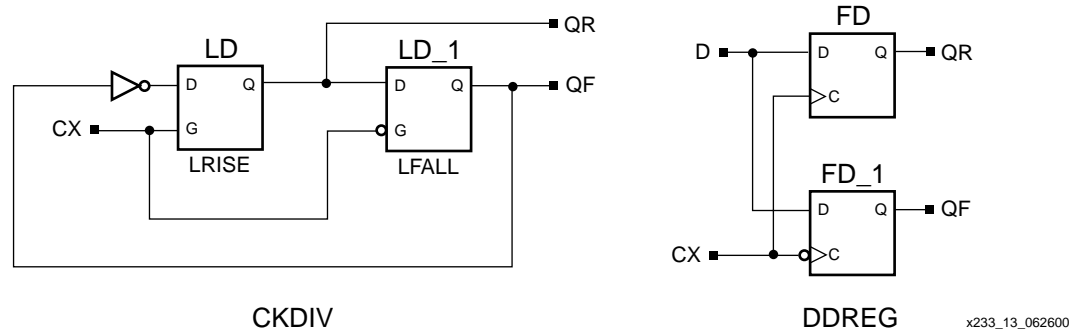 LD
LD_1
QR
D
Q
D
Q
QF
CX
G
G
LRISE
LFALL
CKDIV
FD
D
D
Q
QR
C
FD_1
D
Q
QF
CX
C
DDREG
x233_13_062600